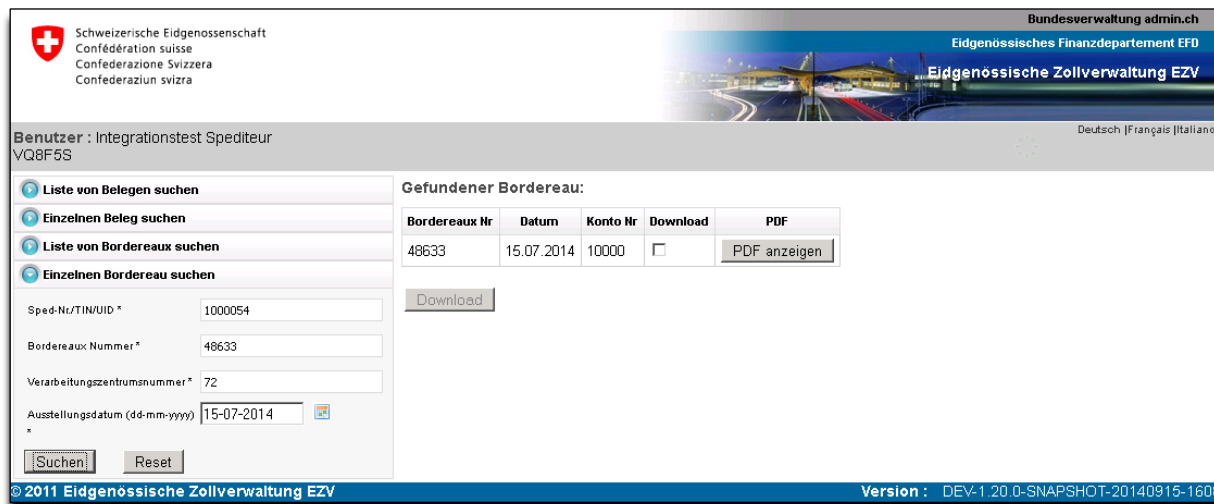 Schweizerische Eidgenossenschaft
Confédération suisse
Confederazione Svizzera
Confederaziun svizra
Bundesverwaltung admin.ch
Eidgenössisches Finanzdepartement EFD
Eidgenössische Zollverwaltung EZV
Benutzer : Integrationstest Spediteur
VQ8F5S
Deutsch |Français |Italiano
Liste von Belegen suchen
Einzelnen Beleg suchen
Liste von Bordereaux suchen
Einzelnen Bordereau suchen
Sped-Nr./TIN/UID * 1000054
Bordereaux Nummer * 48633
Verarbeitungszentrumsnummer * 72
Ausstellungsdatum (dd-mm-yyyy) 15-07-2014
*
Suchen Reset
Gefundener Bordereau:
Bordereaux Nr Datum Konto Nr Download PDF
48633 15.07.2014 10000 PDF anzeigen
Download
© 2011 Eidgenössische Zollverwaltung EZV
Version : DEV-1.20.0-SNAPSHOT-20140915-160